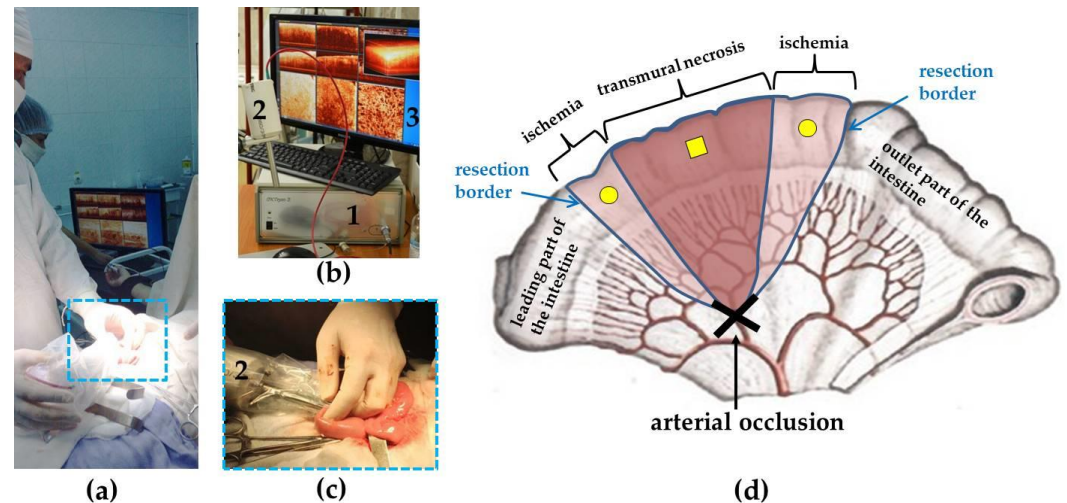 2
3
1
(b)
2
(a)
(c)
ischemia
transmural necrosis
ischemia
resection
border
resection
border
leading part of
the intestine
outlet part of the
intestine
arterial occlusion
(d)